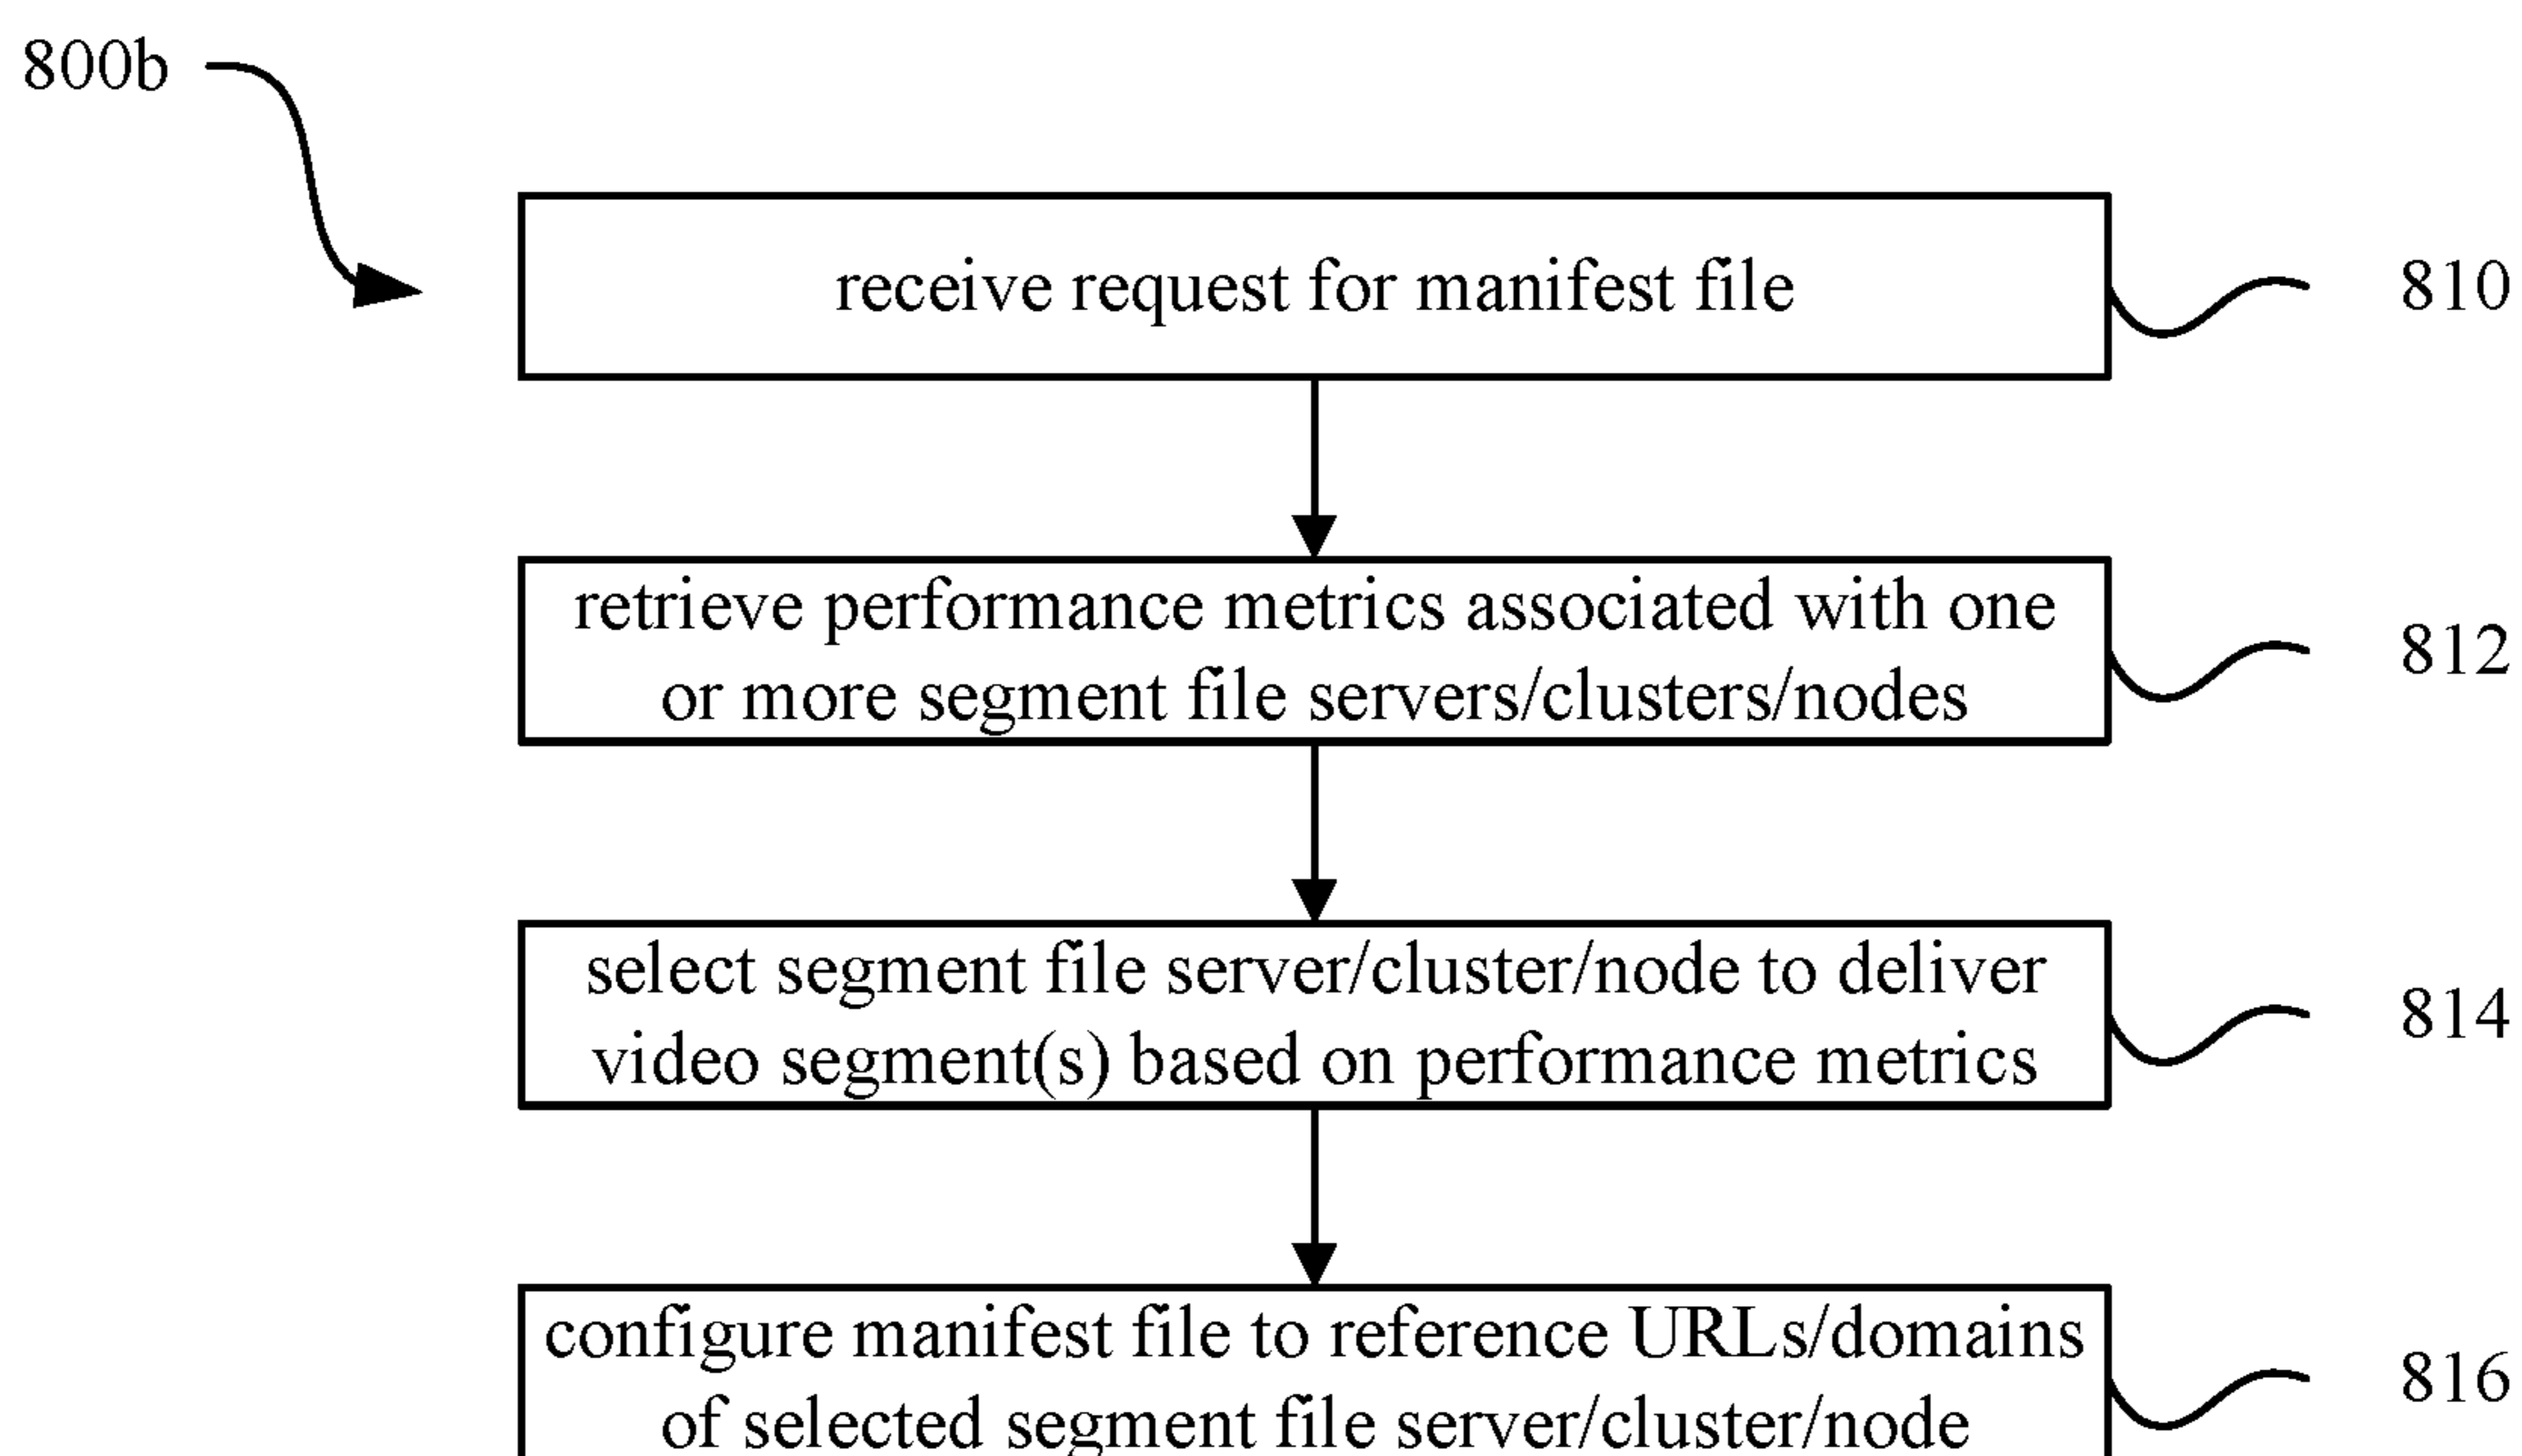 800b
receive request for manifest file
810
retrieve performance metrics associated with one
or more segment file servers/clusters/nodes
812
select segment file server/cluster/node to deliver
video segment(s) based on performance metrics
814
configure manifest file to reference URLs/domains
of selected segment file server/cluster/node
816